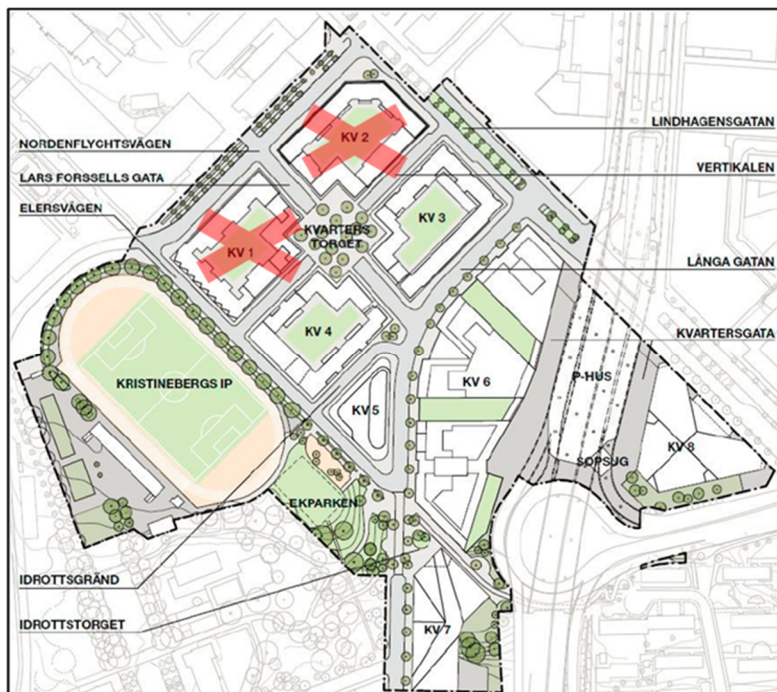 LINDHAGENSGATAN
KV 2
NORDENFLYCHTSVÄGEN
VERTIKALEN
LARS FORSSELLS GATA
ELERSVÄGEN
KV 3
KVARTERS
TORGET
KV 1
LÅNGA GATAN
KV 4
KVARTERSGATA
KRISTINEBERGS IP
KV 6
P-HUS
KV 5
KV 8
SOPSUG
EKPARKEN
IDROTTSGRÄND
IDROTTSTORGET
KV 7